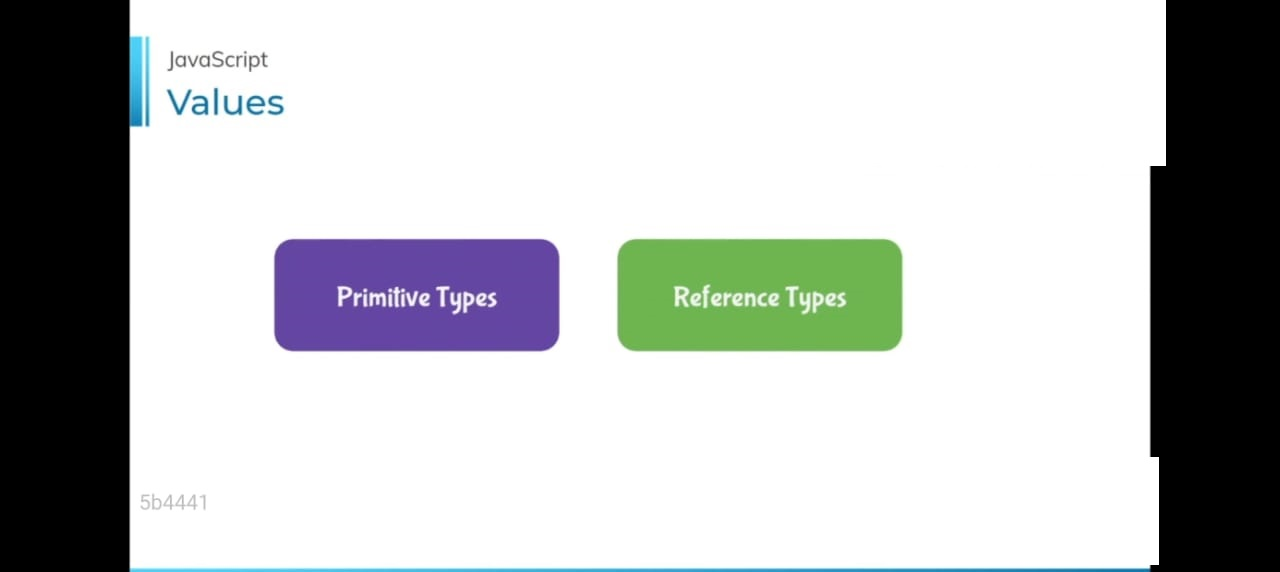 JavaScript
Values
Primitive Types
Reference Types
5b4441